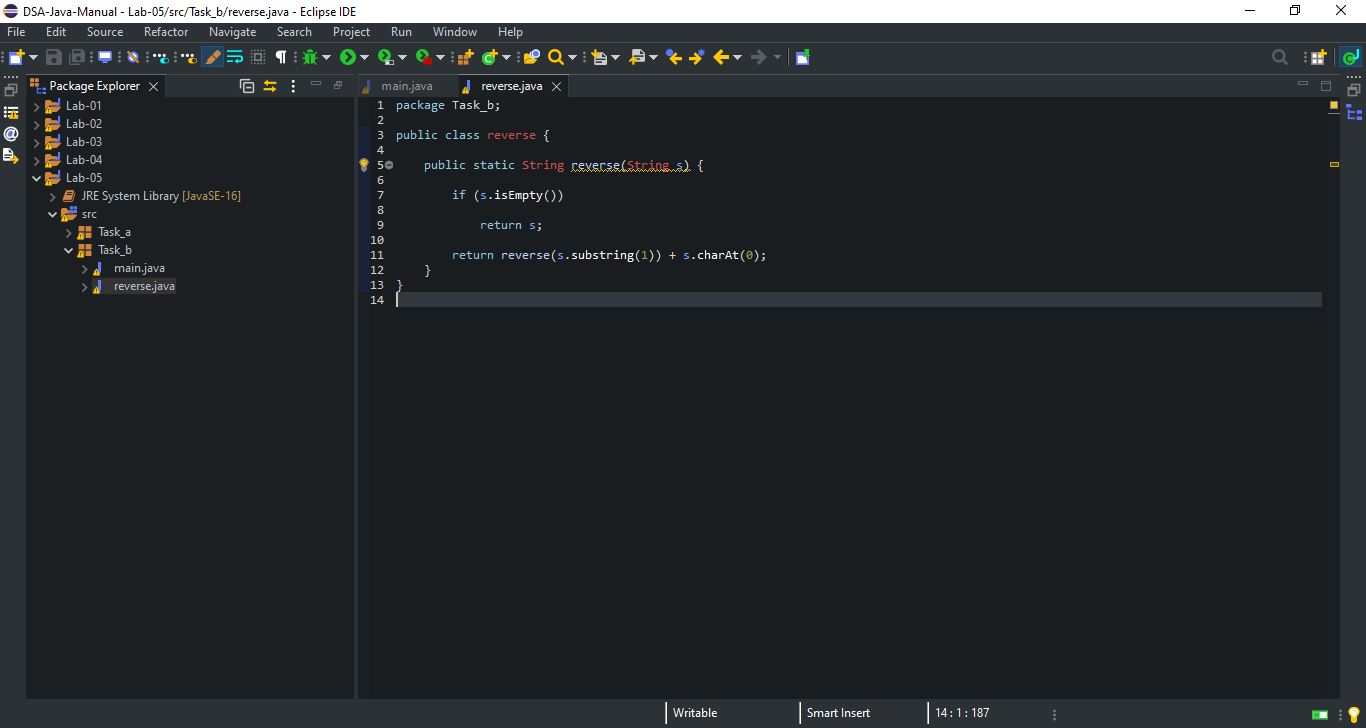 DSA-Java-Manual - Lab-05/src/Task_b/reverse.java - Eclipse IDE
File Edit Source Refactor Navigate Search Project Run Window Help
Package Explorer
Lab-01
Lab-02
Lab-03
Lab-04
Lab-05
JRE System Library [JavaSE-16]
src
Task_a
Task_b
main.java
reverse.java
main.java reverse.java
1 package Task_b;
2
3 public class reverse {
4
5 public static String reverse(String s) {
6
7 if (s.isEmpty())
8
9 return s;
10
11 return reverse(s.substring(1)) + s.charAt(0);
12 }
13 }
14
Writable Smart Insert 14 : 1 : 187